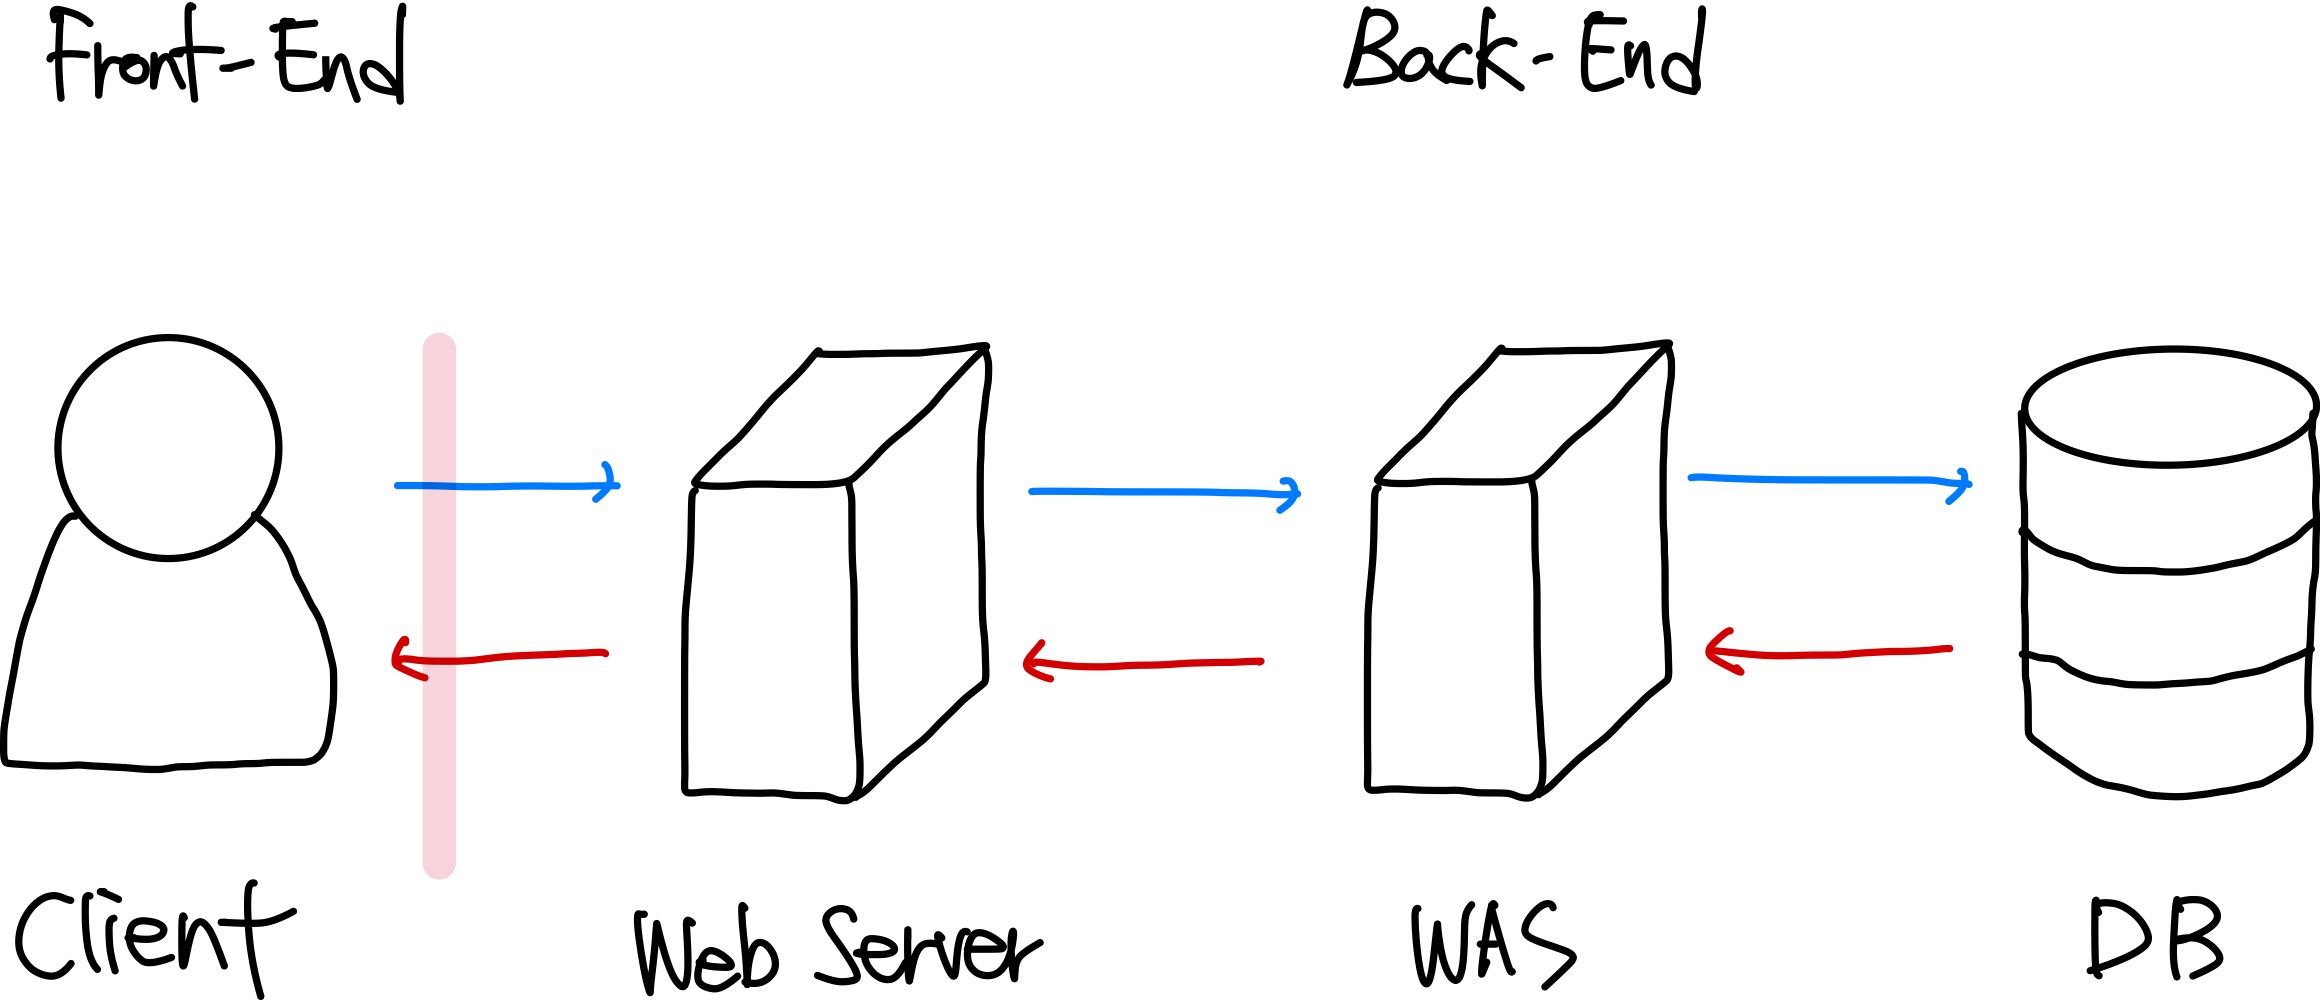 Front-End
Back-End
Client
Web Server
WAS
DB